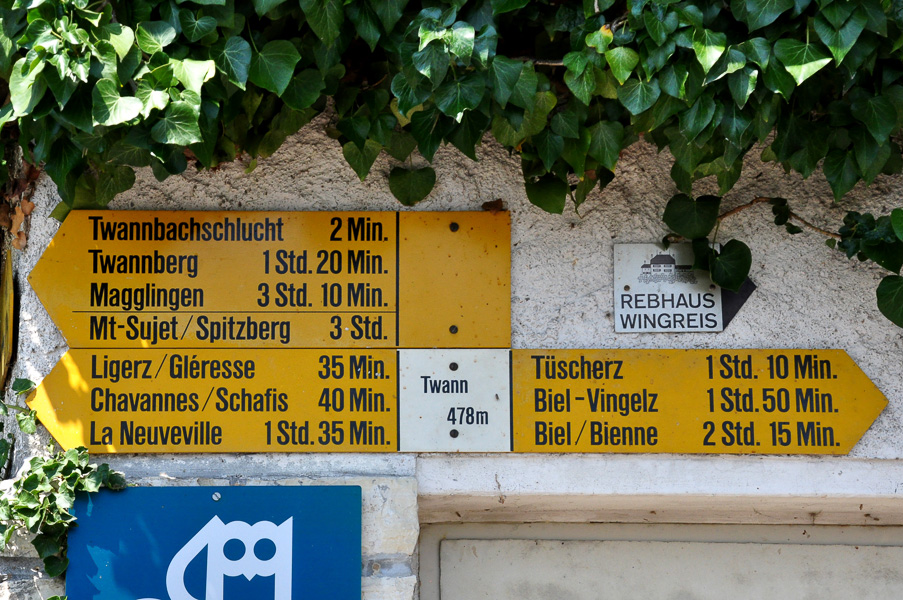 Twannbachschlucht 2 Min.
Twannberg 1 Std. 20 Min.
Magglingen 3 Std. 10 Min.
Mt-Sujet/Spitzberg 3 Std.
Ligerz/Gléresse 35 Min.
Chavannes/Schafis 40 Min.
La Neuveville 1 Std. 35 Min.
Twann
478m
Tüscherz 1 Std. 10 Min.
Biel-Vingelz 1 Std. 50 Min.
Biel/Bienne 2 Std. 15 Min.
REBHAUS
WINGREIS